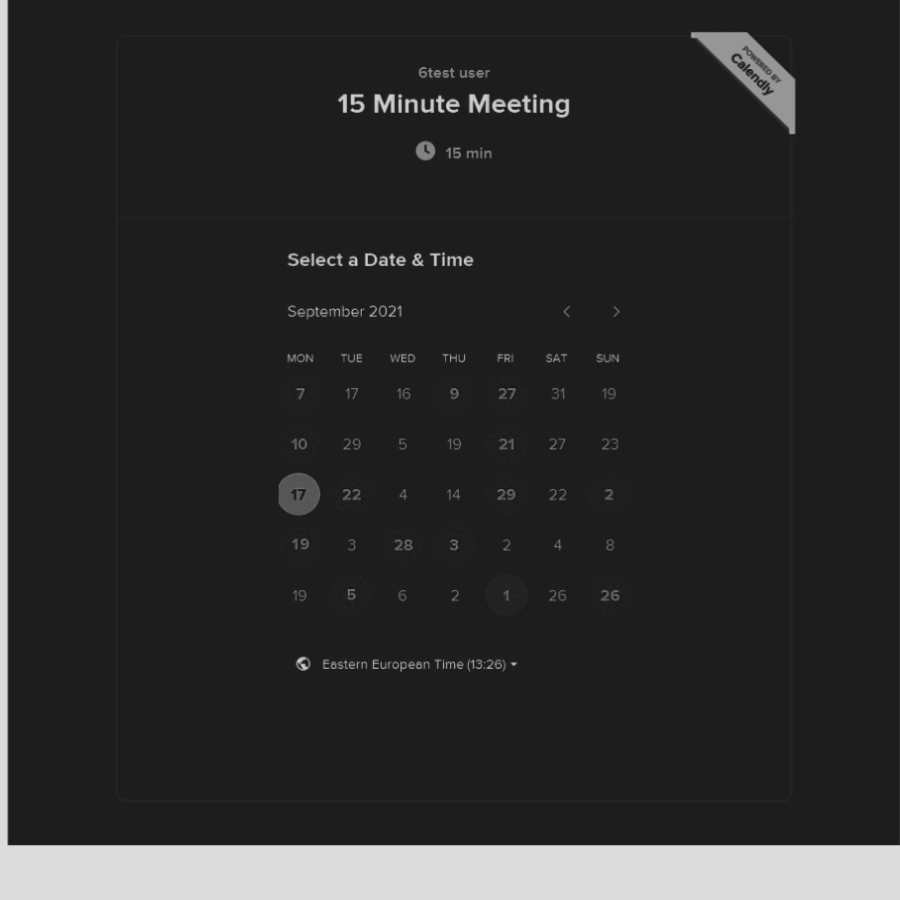 6test user
POWERED BY
Calendly
15 Minute Meeting
15 min
Select a Date & Time
September 2021
MON TUE WED THU FRI SAT SUN
7 17 16 9 27 31 19
10 29 5 19 21 27 23
17 22 4 14 29 22 2
19 3 28 3 2 4 8
19 5 6 2 1 26 26
Eastern European Time (13:26)